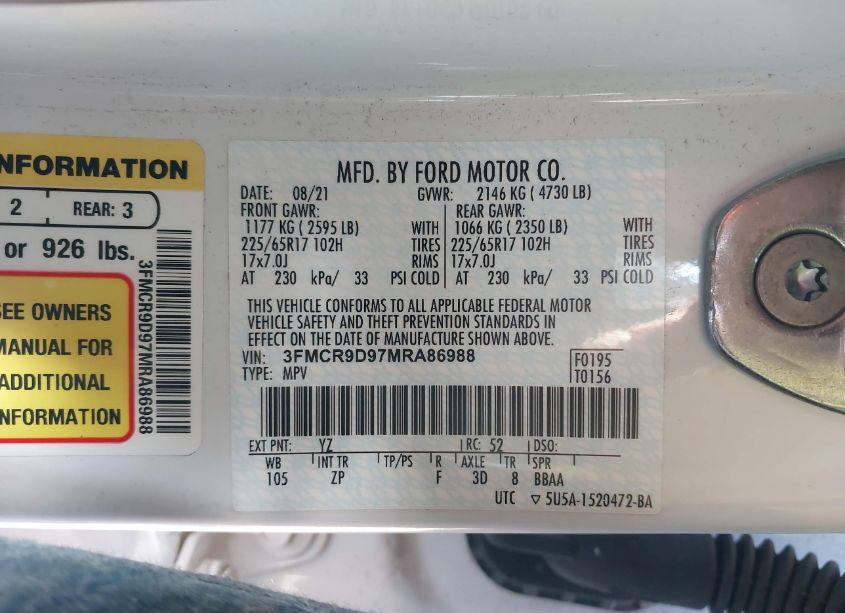 NFORMATION
2 REAR: 3
or 926 lbs.
SEE OWNERS
MANUAL FOR
ADDITIONAL
INFORMATION
3FMCR9D97MRA86988
MFD. BY FORD MOTOR CO.
DATE: 08/21 GVWR: 2146 KG ( 4730 LB)
FRONT GAWR: REAR GAWR:
1177 KG ( 2595 LB) WITH 1066 KG ( 2350 LB) WITH
225/65R17 102H TIRES 225/65R17 102H TIRES
17x7.0J RIMS 17x7.0J RIMS
AT 230 kPa/ 33 PSI COLD AT 230 kPa/ 33 PSI COLD
THIS VEHICLE CONFORMS TO ALL APPLICABLE FEDERAL MOTOR
VEHICLE SAFETY AND THEFT PREVENTION STANDARDS IN
EFFECT ON THE DATE OF MANUFACTURE SHOWN ABOVE.
VIN: 3FMCR9D97MRA86988 F0195
TYPE: MPV T0156
EXT PNT: YZ RC: 52 DSO:
WB INT TR TP/PS R AXLE TR SPR
105 ZP F 3D 8 BBAA
UTC ▽ 5U5A-1520472-BA